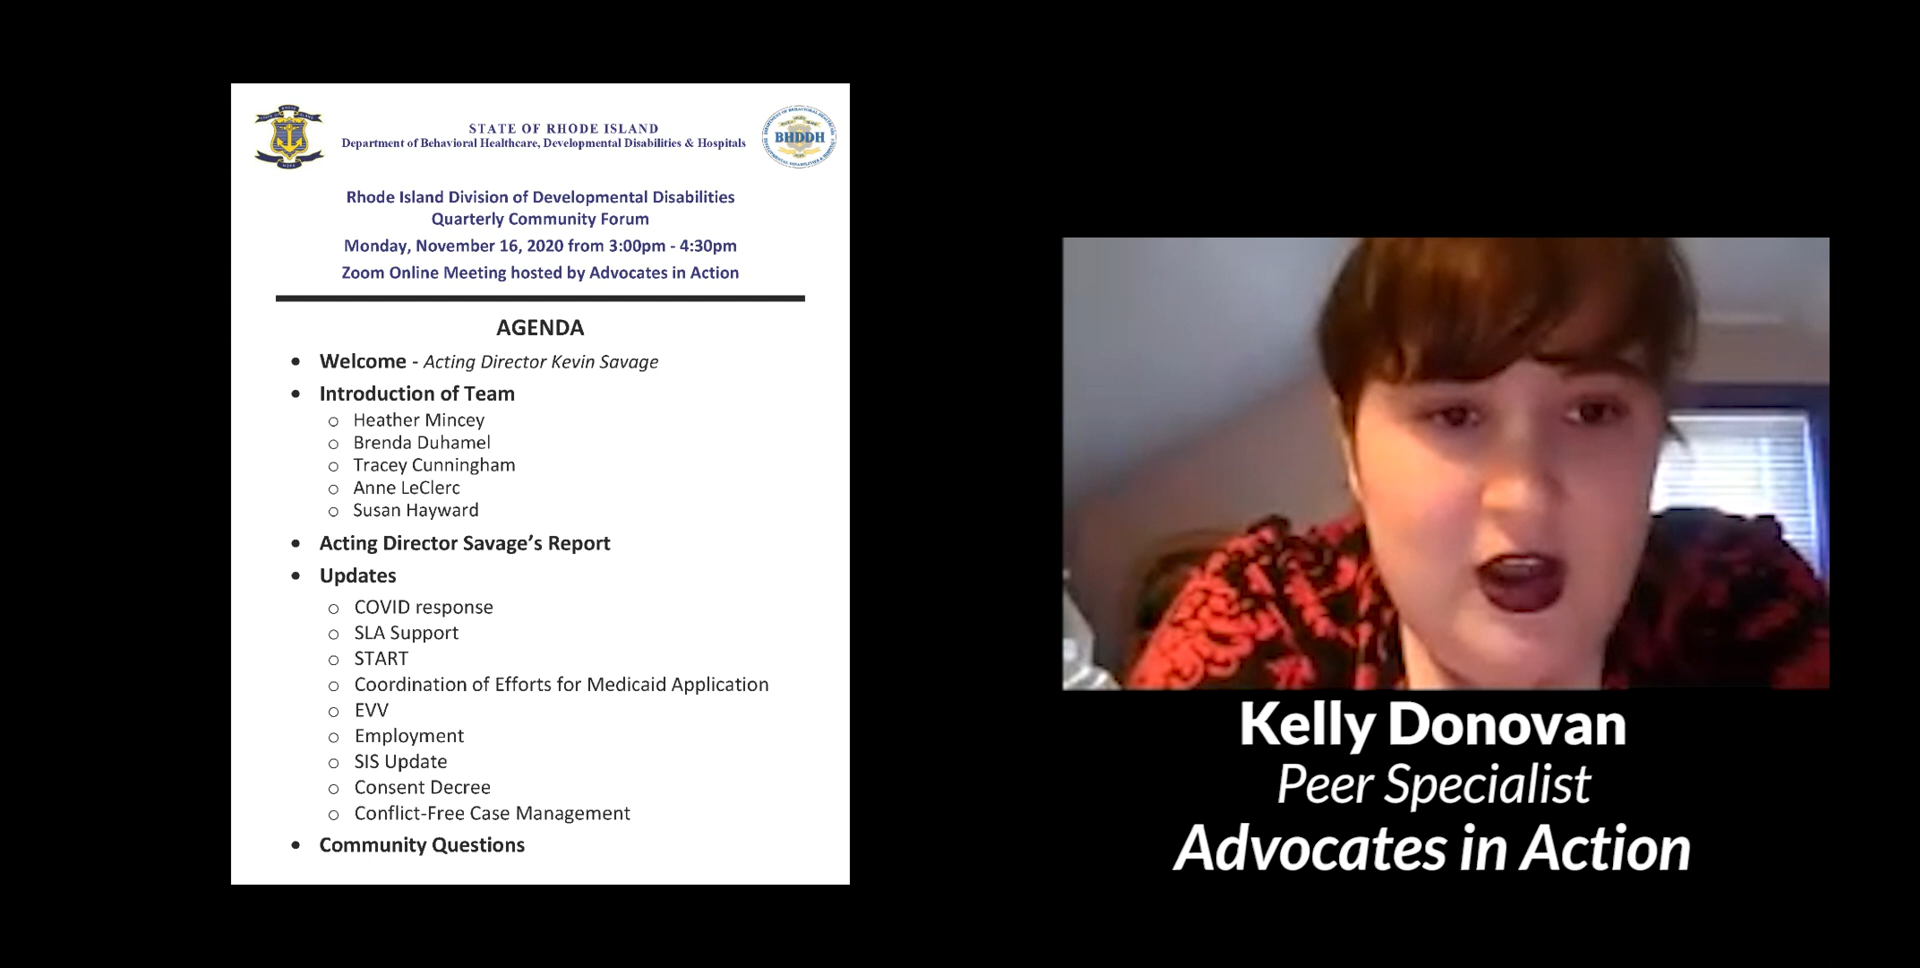 STATE OF RHODE ISLAND
Department of Behavioral Healthcare, Developmental Disabilities & Hospitals
BHDDH
Rhode Island Division of Developmental Disabilities
Quarterly Community Forum
Monday, November 16, 2020 from 3:00pm - 4:30pm
Zoom Online Meeting hosted by Advocates in Action
AGENDA
• Welcome - Acting Director Kevin Savage
• Introduction of Team
o Heather Mincey
o Brenda Duhamel
o Tracey Cunningham
o Anne LeClerc
o Susan Hayward
• Acting Director Savage's Report
• Updates
o COVID response
o SLA Support
o START
o Coordination of Efforts for Medicaid Application
o EVV
o Employment
o SIS Update
o Consent Decree
o Conflict-Free Case Management
• Community Questions
Kelly Donovan
Peer Specialist
Advocates in Action